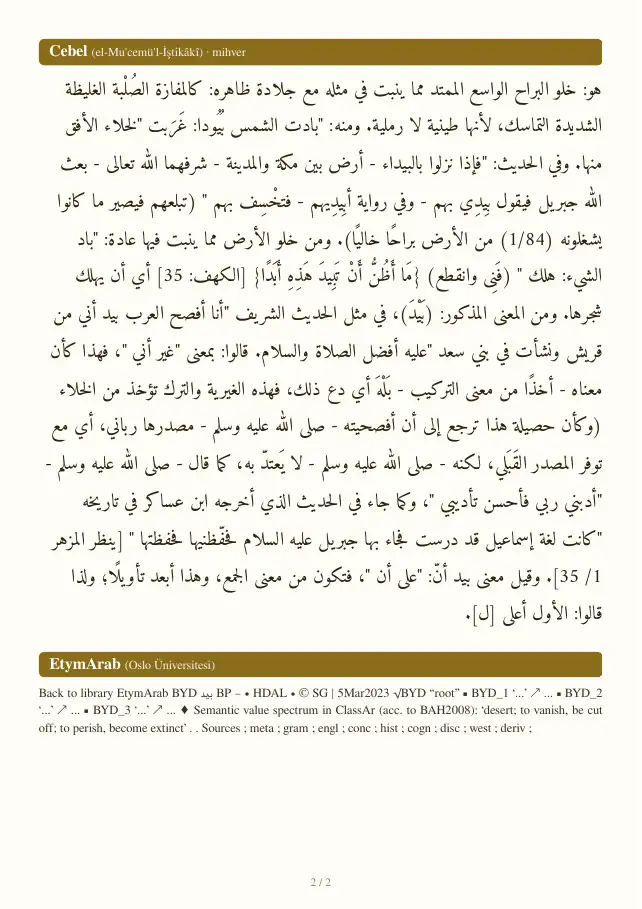 Cebel (el-Mu'cemü'l-İştikâkî) · mihver
هو: خلو البراح الواسع الممتد مما ينبت في مثله مع جلادة ظاهره: كالمفازة الصُلْبة الغليظة
الشديدة التماسك، لأنها طينية لا رملية. ومنه: "بادت الشمس بُيُودا: غَرَبت "لخلاء الأفق
منها. وفي الحديث: "فإذا نزلوا بالبيداء - أرض بين مكة والمدينة - شرفهما الله تعالى - بعث
الله جبريل فيقول بِيدِي بهم - وفي رواية أبِيدِيهم - فتخْسِف بهم " (تبلعهم فيصير ما كانوا
يشغلونه (1/84) من الأرض براحًا خاليًا). ومن خلو الأرض مما ينبت فيها عادة: "باد
الشيء: هلك " (فَنِى وانقطع) {مَا أَظُنُّ أَنْ تَبِيدَ هَذِهِ أَبَدًا} [الكهف: 35] أي أن يهلك
شجرها. ومن المعنى المذكور: (بَيْدَ)، في مثل الحديث الشريف "أنا أفصح العرب بيد أني من
قريش ونشأت في بني سعد "عليه أفضل الصلاة والسلام. قالوا: بمعنى "غير أني "، فهذا كأن
معناه - أخذًا من معنى التركيب - بَلْهَ أي دع ذلك، فهذه الغيرية والترك تؤخذ من الخلاء
(وكأن حصيلة هذا ترجع إلى أن أفصحيته - صلى الله عليه وسلم - مصدرها رباني، أي مع
توفر المصدر القَبَلي، لكنه - صلى الله عليه وسلم - لا يَعتدّ به، كما قال - صلى الله عليه وسلم -
"أدبني ربي فأحسن تأديبي "، وكما جاء في الحديث الذي أخرجه ابن عساكر في تاريخه
"كانت لغة إسماعيل قد درست فجاء بها جبريل عليه السلام فحفّظنيها فحفظتها " [ينظر المزهر
1/ 35]. وقيل معنى بيد أنّ: "على أن "، فتكون من معنى الجمع، وهذا أبعد تأويلًا؛ ولذا
قالوا: الأول أعلى [ل].
EtymArab (Oslo Üniversitesi)
Back to library EtymArab BYD بيد BP – • HDAL • © SG | 5Mar2023 √BYD “root” ▪ BYD_1 ‘...’ ↗ ... ▪ BYD_2
‘...’ ↗ ... ▪ BYD_3 ‘...’ ↗ ... ♦ Semantic value spectrum in ClassAr (acc. to BAH2008): ‘desert; to vanish, be cut
off; to perish, become extinct’ . . Sources ; meta ; gram ; engl ; conc ; hist ; cogn ; disc ; west ; deriv ;
2 / 2